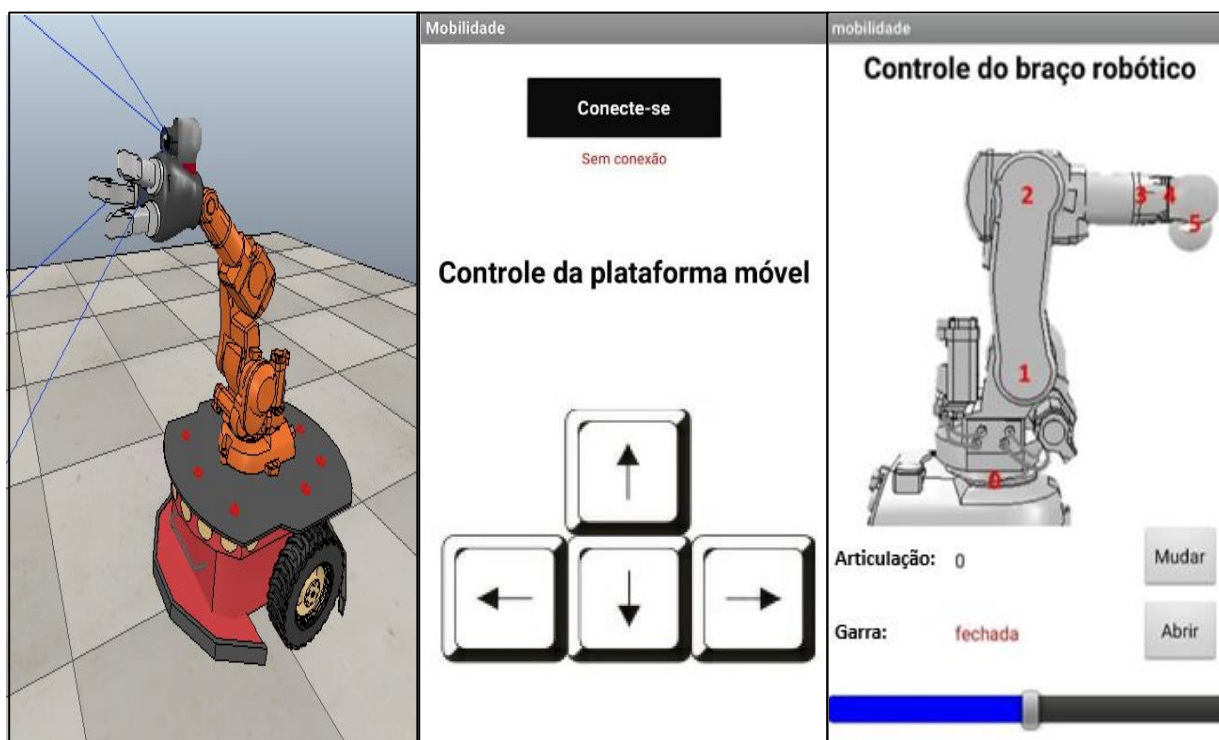 Mobilidade
Conecte-se
Sem conexão
Controle da plataforma móvel
mobilidade
Controle do braço robótico
2
3
4
5
1
0
Articulação: 0
Mudar
Garra: fechada
Abrir